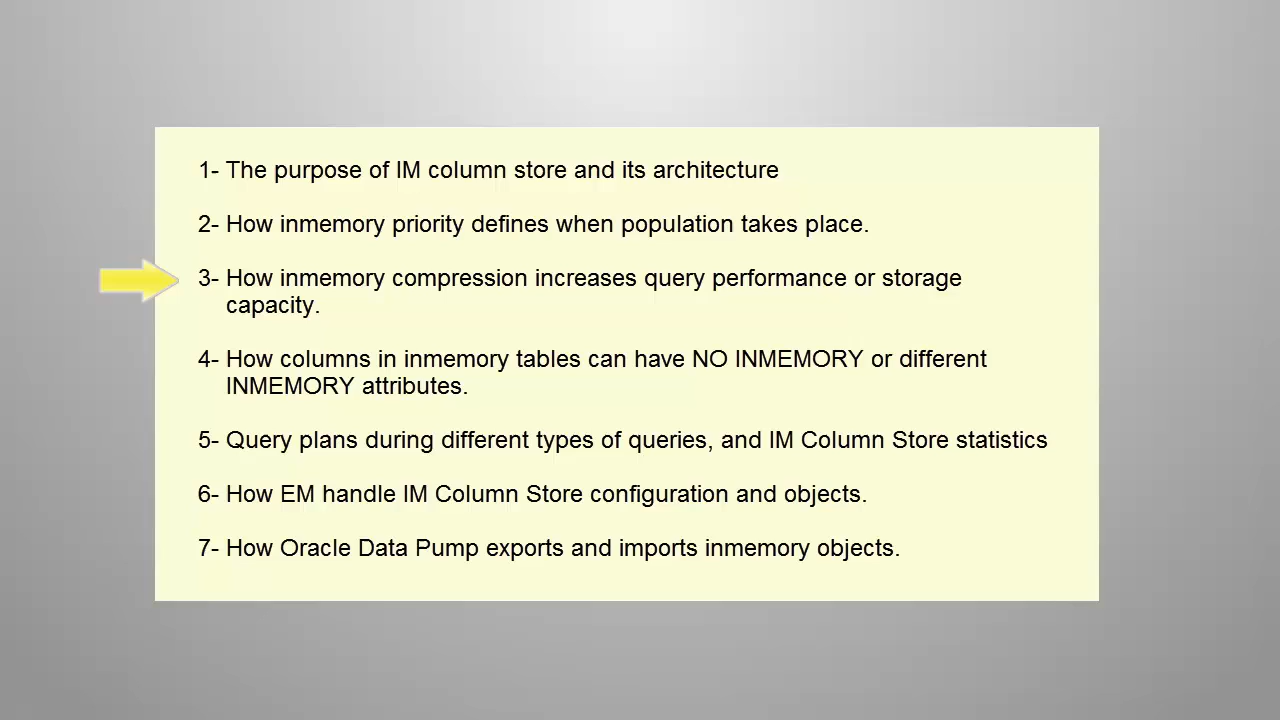 1- The purpose of IM column store and its architecture
2- How inmemory priority defines when population takes place.
3- How inmemory compression increases query performance or storage
capacity.
4- How columns in inmemory tables can have NO INMEMORY or different
INMEMORY attributes.
5- Query plans during different types of queries, and IM Column Store statistics
6- How EM handle IM Column Store configuration and objects.
7- How Oracle Data Pump exports and imports inmemory objects.